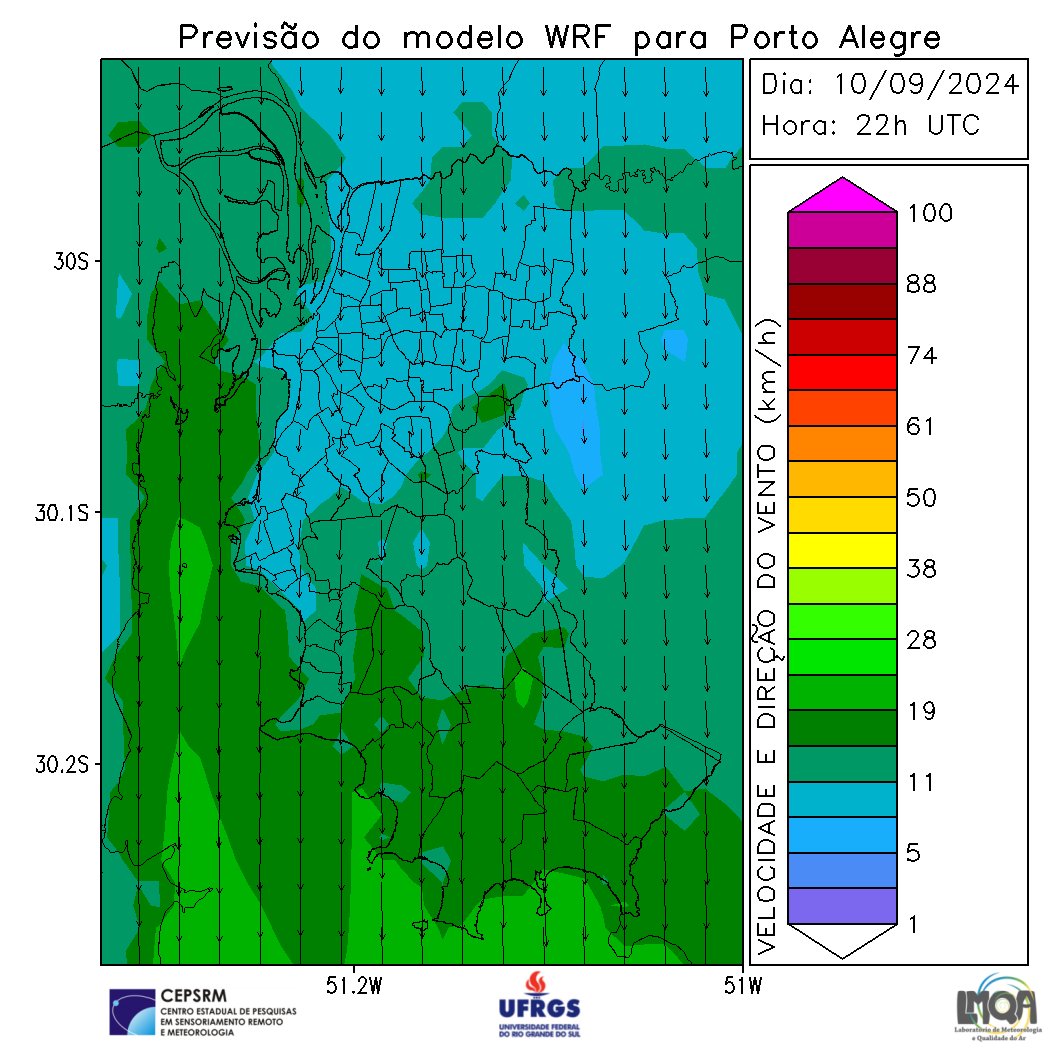 Previsão do modelo WRF para Porto Alegre
Dia: 10/09/2024
Hora: 22h UTC
30S
30.1S
30.2S
51.2W
51W
VELOCIDADE E DIREÇÃO DO VENTO (km/h)
100
88
74
61
50
38
28
19
11
5
1
CEPSRM
CENTRO ESTADUAL DE PESQUISAS
EM SENSORIAMENTO REMOTO
E METEOROLOGIA
UFRGS
UNIVERSIDADE FEDERAL
DO RIO GRANDE DO SUL
LMQA
Laboratório de Meteorologia
e Qualidade do Ar